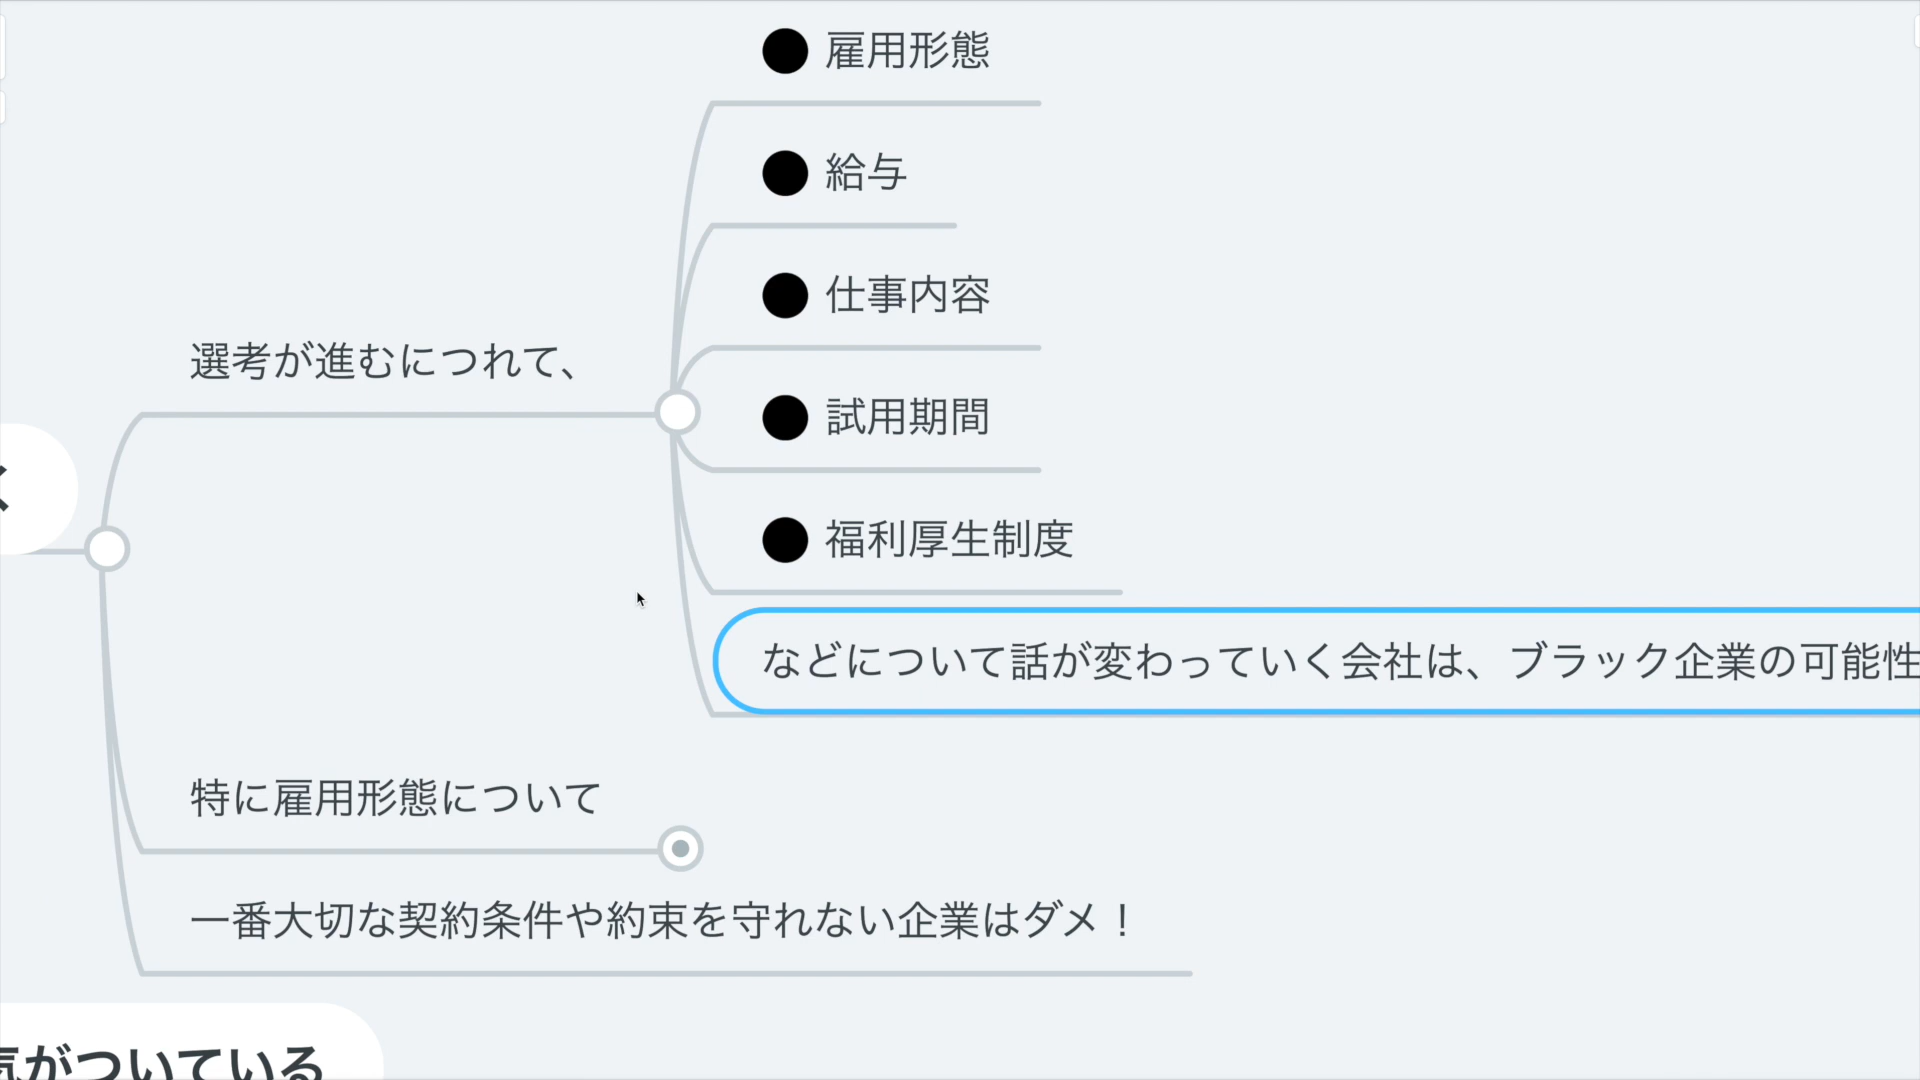 ● 雇用形態
● 給与
● 仕事内容
選考が進むにつれて、
● 試用期間
● 福利厚生制度
などについて話が変わっていく会社は、ブラック企業の可能性
特に雇用形態について
一番大切な契約条件や約束を守れない企業はダメ！
気がついている